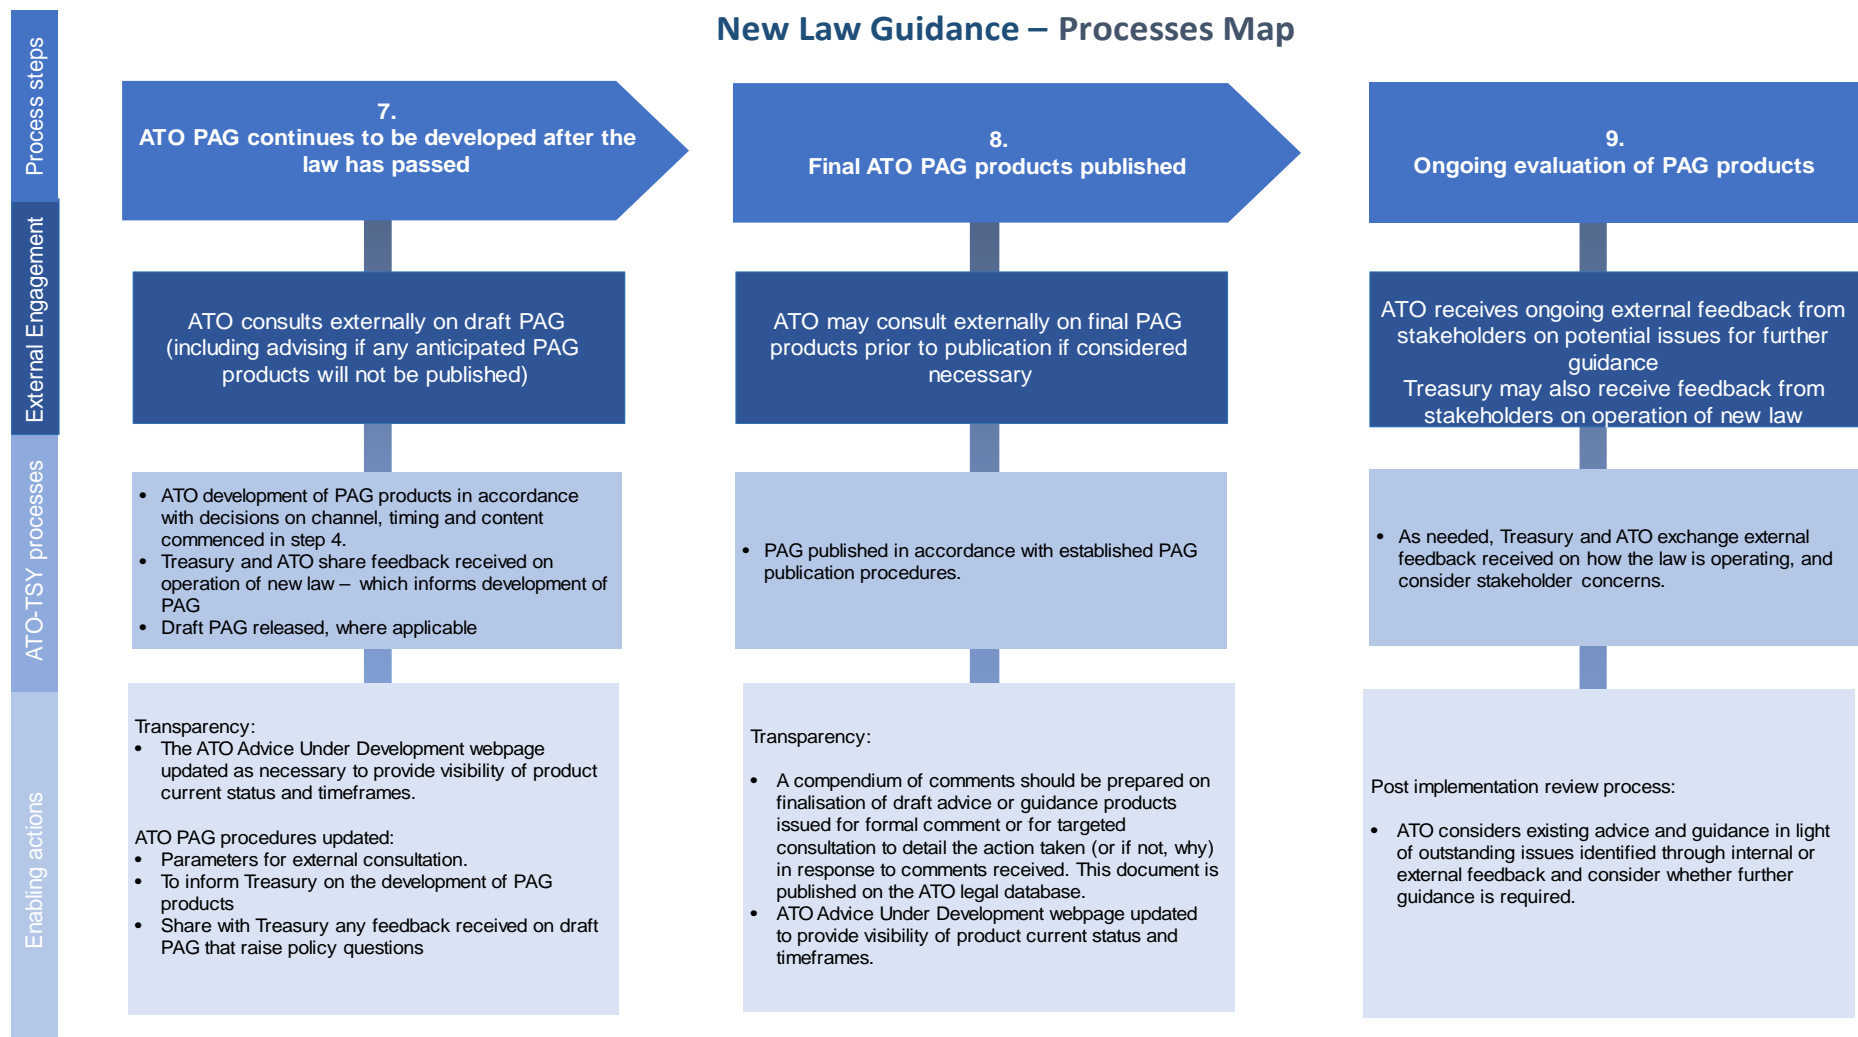 New Law Guidance – Processes Map
Process steps
7.
ATO PAG continues to be developed after the
law has passed
8.
Final ATO PAG products published
9.
Ongoing evaluation of PAG products
External Engagement
ATO consults externally on draft PAG
(including advising if any anticipated PAG
products will not be published)
ATO may consult externally on final PAG
products prior to publication if considered
necessary
ATO receives ongoing external feedback from
stakeholders on potential issues for further
guidance
Treasury may also receive feedback from
stakeholders on operation of new law
ATO-TSY processes
• ATO development of PAG products in accordance
with decisions on channel, timing and content
commenced in step 4.
• Treasury and ATO share feedback received on
operation of new law – which informs development of
PAG
• Draft PAG released, where applicable
• PAG published in accordance with established PAG
publication procedures.
• As needed, Treasury and ATO exchange external
feedback received on how the law is operating, and
consider stakeholder concerns.
Enabling actions
Transparency:
• The ATO Advice Under Development webpage
updated as necessary to provide visibility of product
current status and timeframes.
ATO PAG procedures updated:
• Parameters for external consultation.
• To inform Treasury on the development of PAG
products
• Share with Treasury any feedback received on draft
PAG that raise policy questions
Transparency:
• A compendium of comments should be prepared on
finalisation of draft advice or guidance products
issued for formal comment or for targeted
consultation to detail the action taken (or if not, why)
in response to comments received. This document is
published on the ATO legal database.
• ATO Advice Under Development webpage updated
to provide visibility of product current status and
timeframes.
Post implementation review process:
• ATO considers existing advice and guidance in light
of outstanding issues identified through internal or
external feedback and consider whether further
guidance is required.